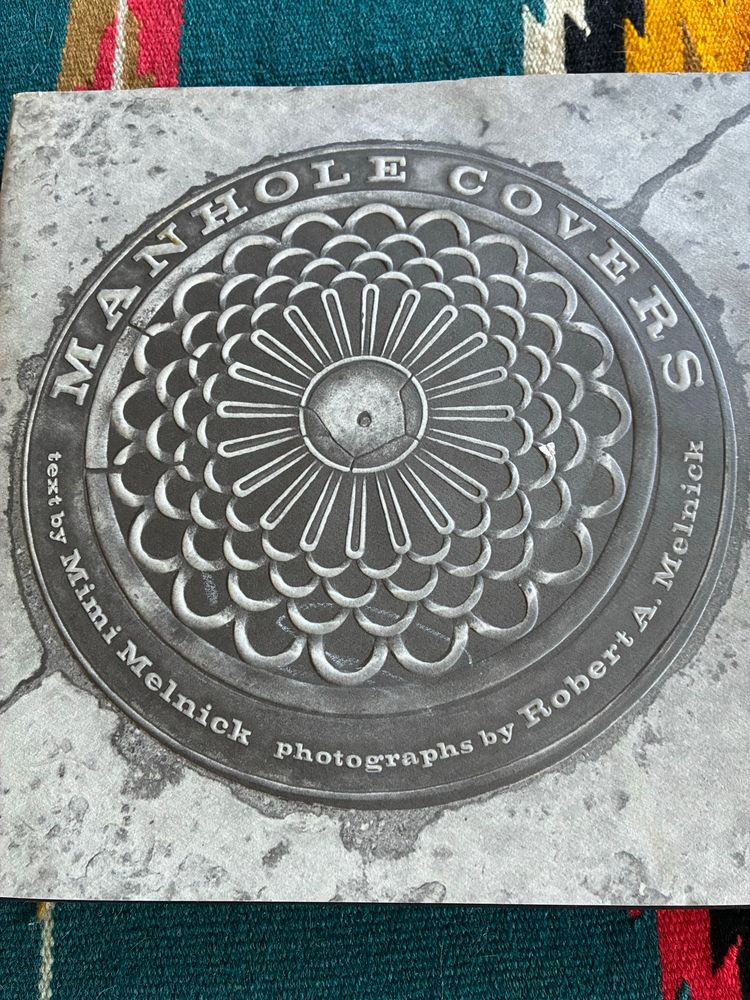 MANHOLE COVERS
text by Mimi Melnick
photographs by Robert A. Melnick